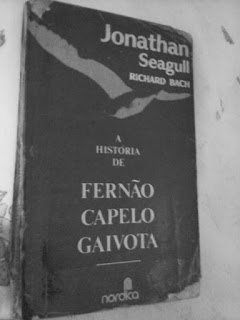 Jonathan
Seagull
RICHARD BACH
A
HISTÓRIA
DE
FERNÃO
CAPELO
GAIVOTA
nordica